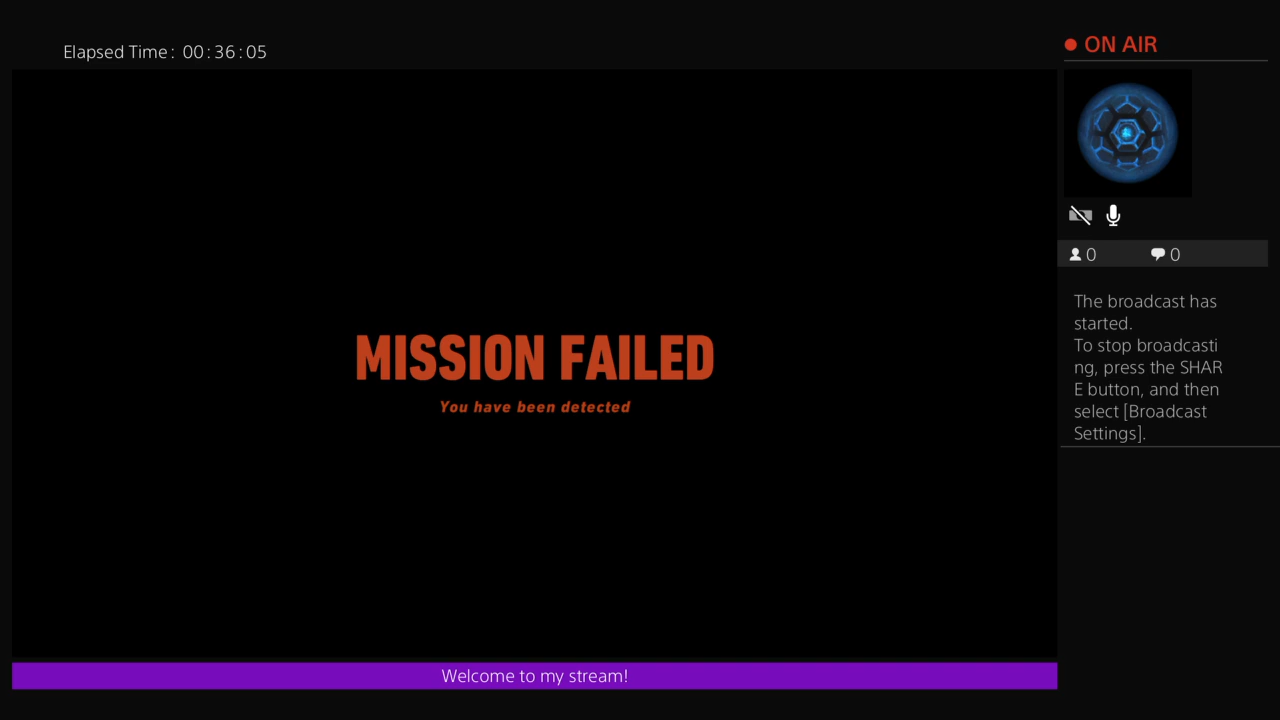 Elapsed Time: 00:36:05
ON AIR
0 0
The broadcast has
started.
To stop broadcasti
ng, press the SHAR
E button, and then
select [Broadcast
Settings].
MISSION FAILED
You have been detected
Welcome to my stream!